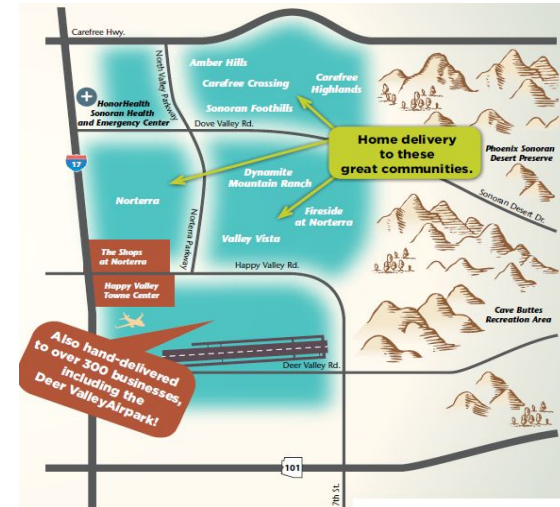 Carefree Hwy.
North Valley Parkway
Amber Hills
Carefree Crossing
Carefree
Highlands
Sonoran Foothills
HonorHealth
Sonoran Health
and Emergency Center
Dove Valley Rd.
Home delivery
to these
great communities.
Phoenix Sonoran
Desert Preserve
17
Dynamite
Mountain Ranch
Norterra
Sonoran Desert Dr.
Fireside
at Norterra
Norterra Parkway
Valley Vista
The Shops
at Norterra
Happy Valley Rd.
Happy Valley
Towne Center
Cave Buttes
Recreation Area
Also hand-delivered
to over 300 businesses,
including the
Deer ValleyAirpark!
Deer Valley Rd.
101
7th St.